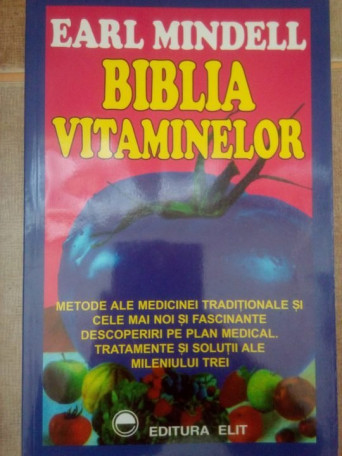 EARL MINDELL
BIBLIA
VITAMINELOR
METODE ALE MEDICINEI TRADIȚIONALE ȘI
CELE MAI NOI ȘI FASCINANTE
DESCOPERIRI PE PLAN MEDICAL,
TRATAMENTE ȘI SOLUȚII ALE
MILENIULUI TREI
EDITURA ELIT